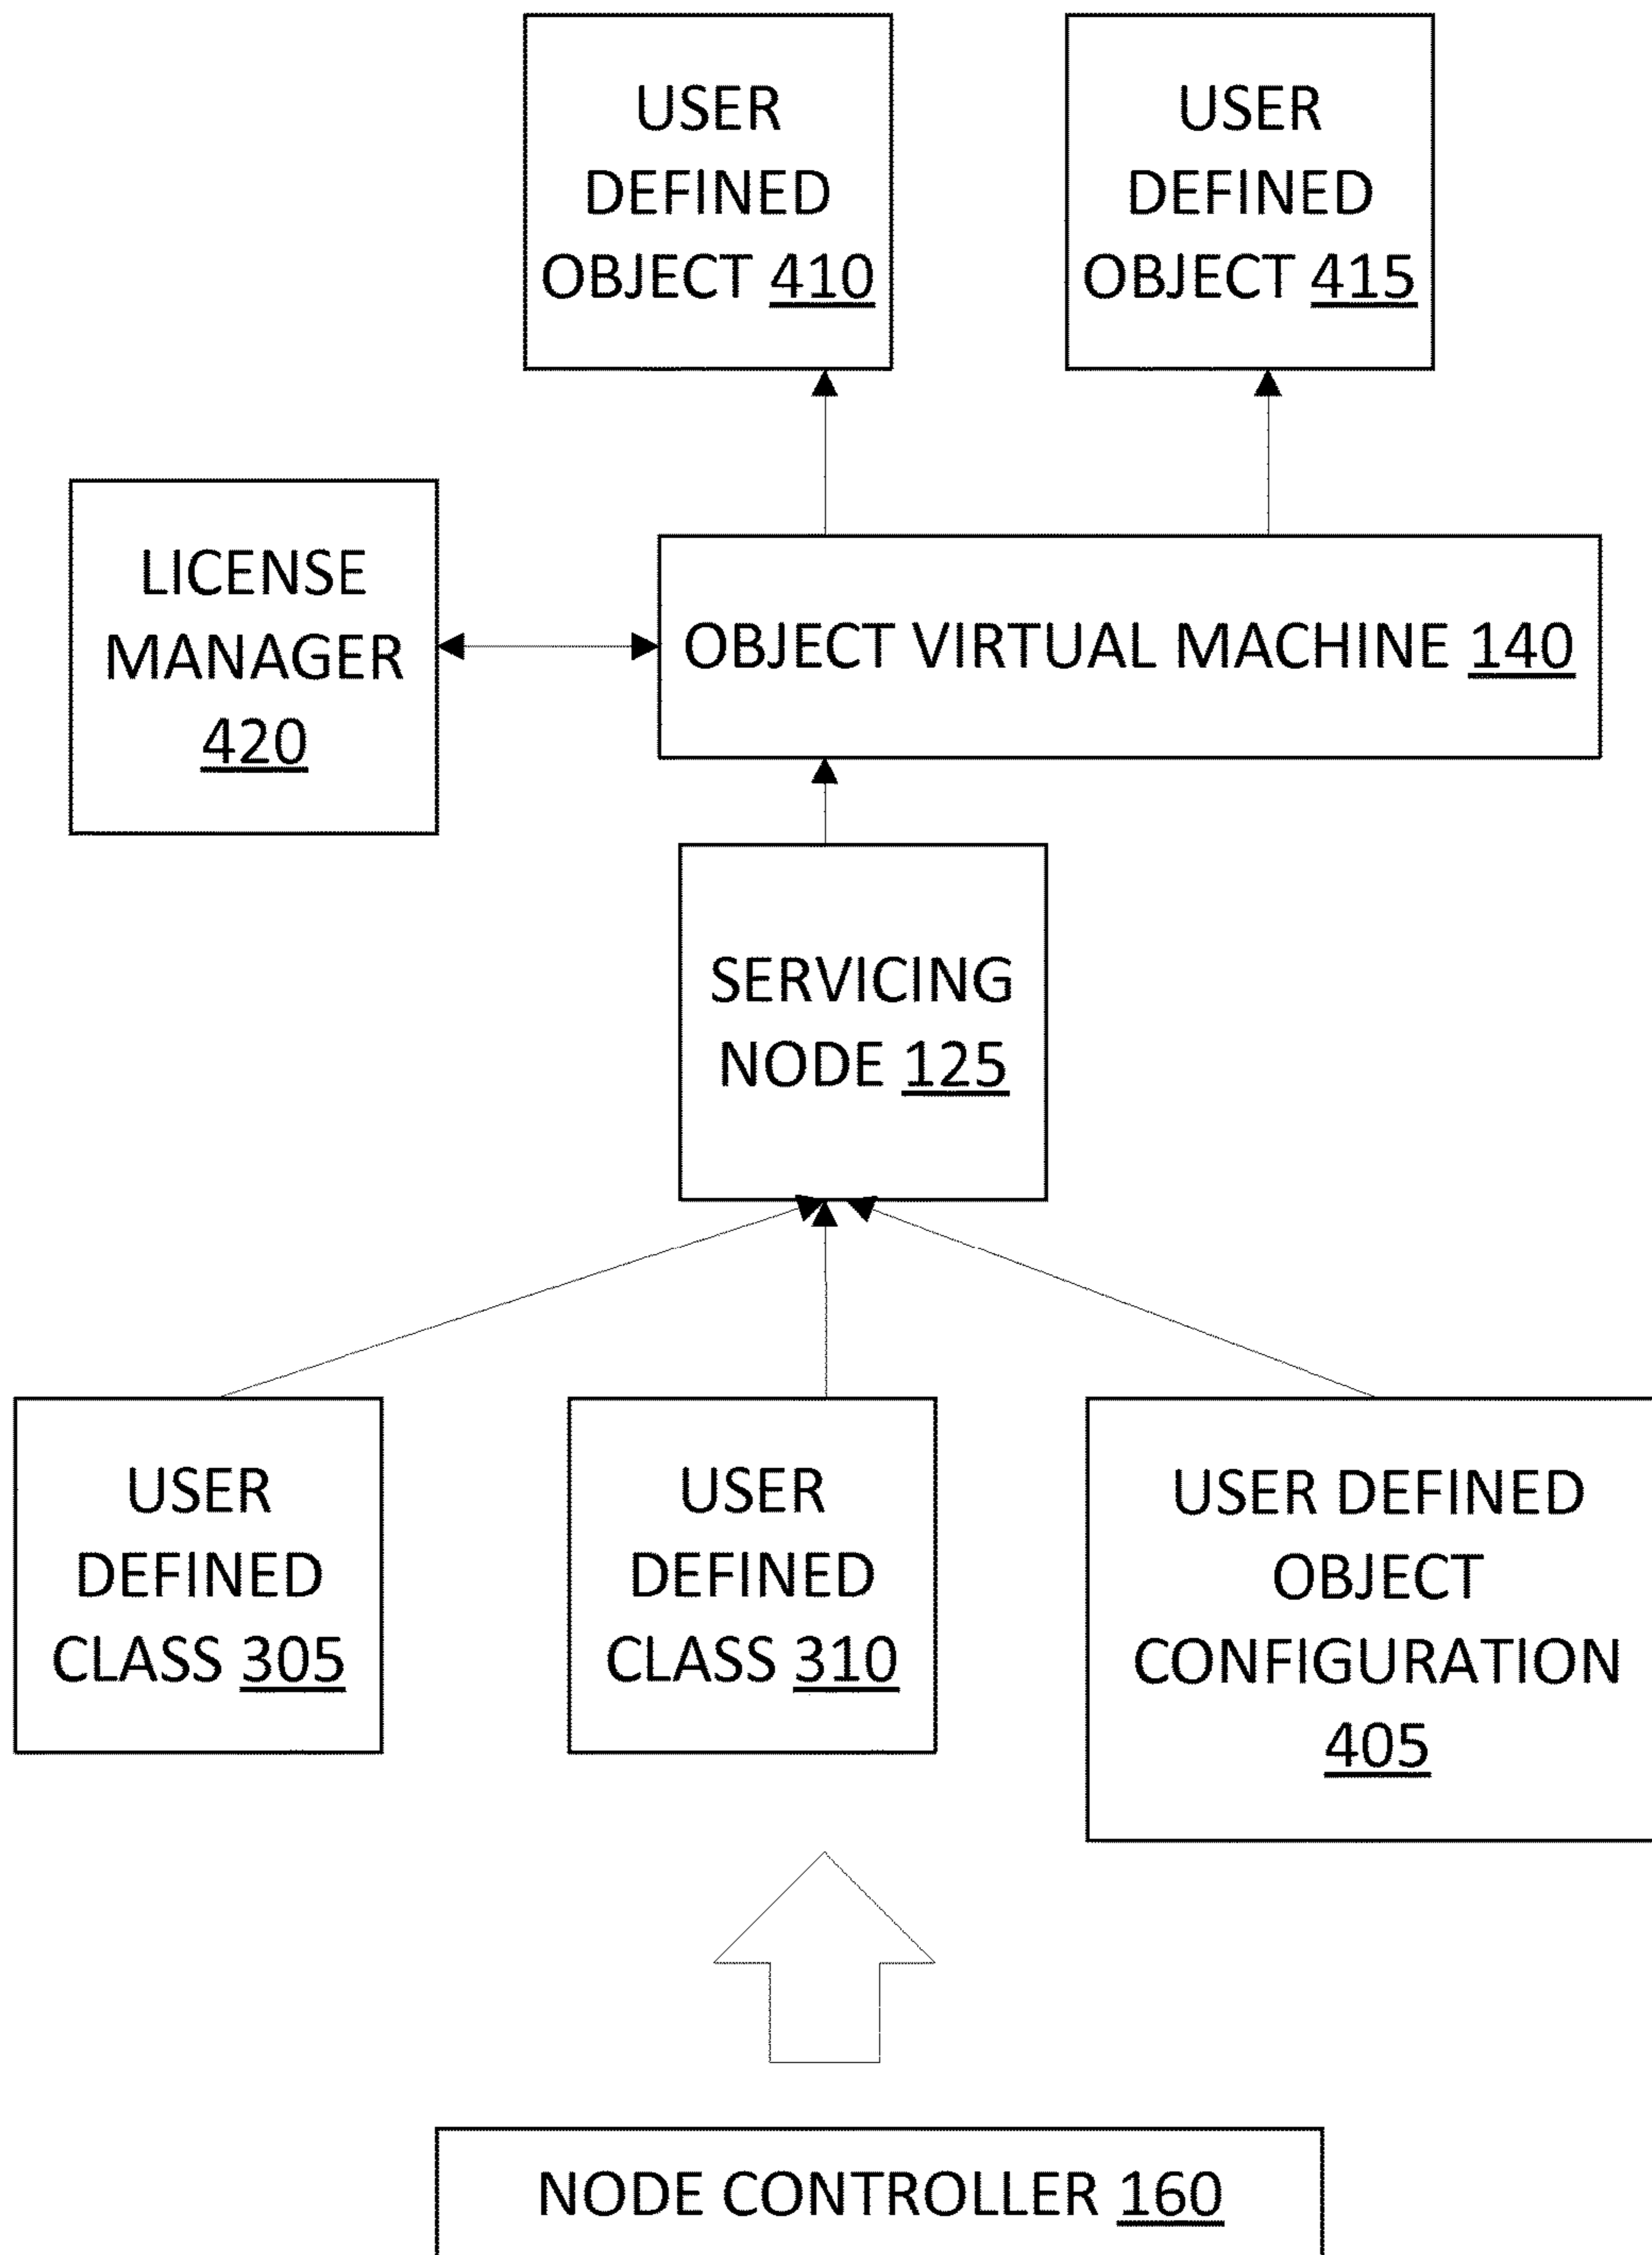 USER
DEFINED
OBJECT 410
USER
DEFINED
OBJECT 415
LICENSE
MANAGER
420
OBJECT VIRTUAL MACHINE 140
SERVICING
NODE 125
USER
DEFINED
CLASS 305
USER
DEFINED
CLASS 310
USER DEFINED
OBJECT
CONFIGURATION
405
NODE CONTROLLER 160